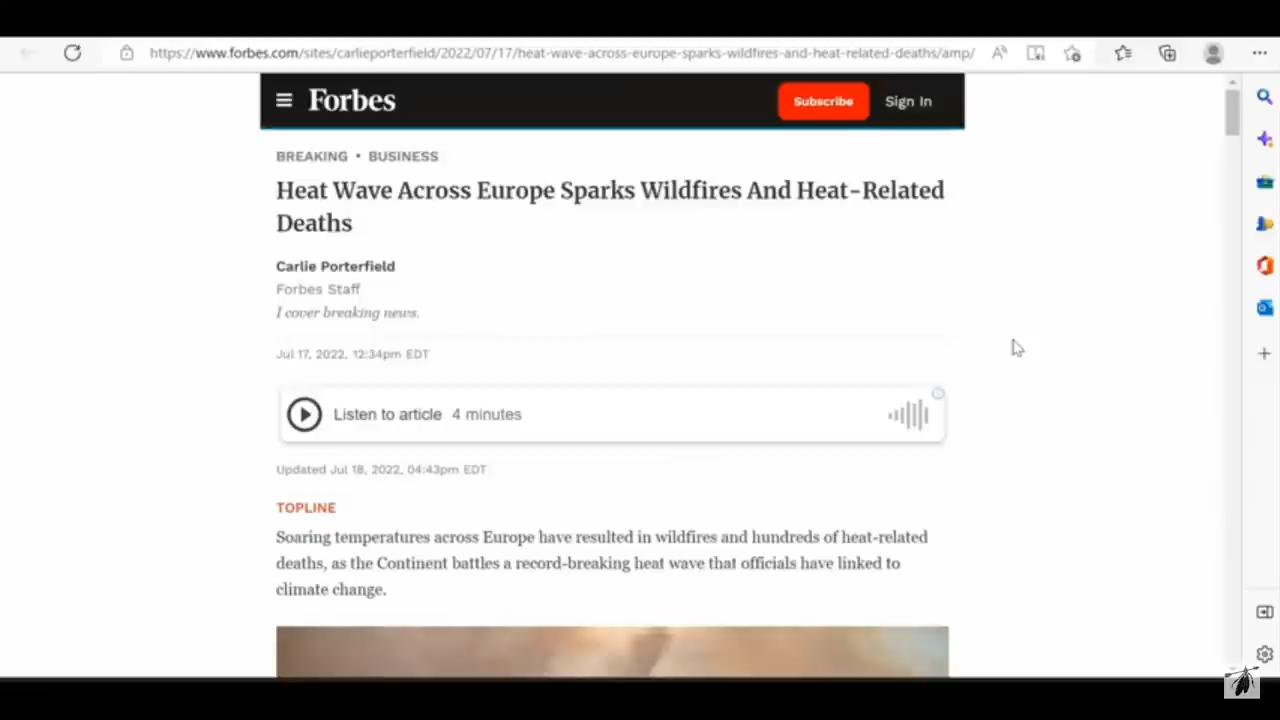 https://www.forbes.com/sites/carlieporterfield/2022/07/17/heat-wave-across-europe-sparks-wildfires-and-heat-related-deaths/amp/
Forbes
Subscribe
Sign In
BREAKING • BUSINESS
Heat Wave Across Europe Sparks Wildfires And Heat-Related
Deaths
Carlie Porterfield
Forbes Staff
I cover breaking news.
Jul 17, 2022, 12:34pm EDT
Listen to article 4 minutes
Updated Jul 18, 2022, 04:43pm EDT
TOPLINE
Soaring temperatures across Europe have resulted in wildfires and hundreds of heat-related
deaths, as the Continent battles a record-breaking heat wave that officials have linked to
climate change.